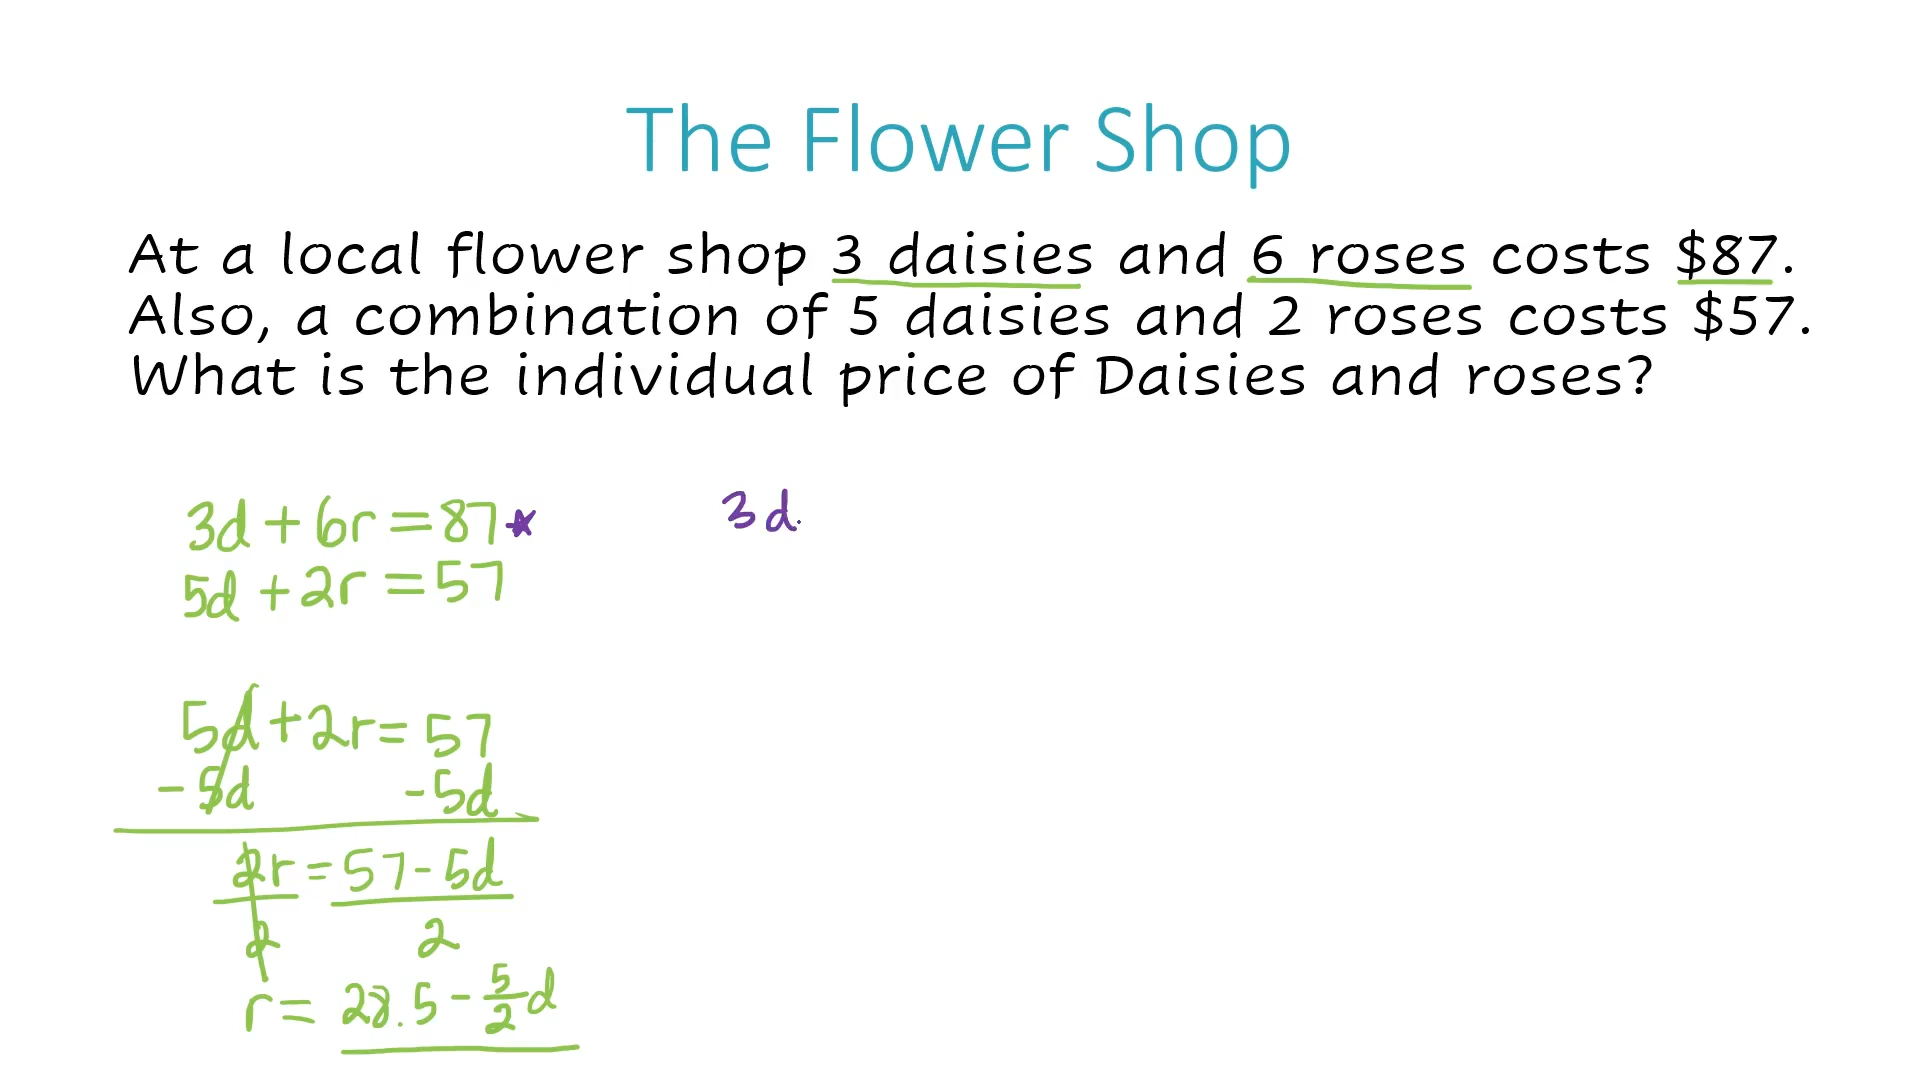 The Flower Shop
At a local flower shop 3 daisies and 6 roses costs $87.
Also, a combination of 5 daisies and 2 roses costs $57.
What is the individual price of Daisies and roses?
3d + 6r = 87*
5d + 2r = 57
3d
5d + 2r = 57
- 5d - 5d
2r = 57 - 5d
2 2
r = 28.5 - 5/2 d